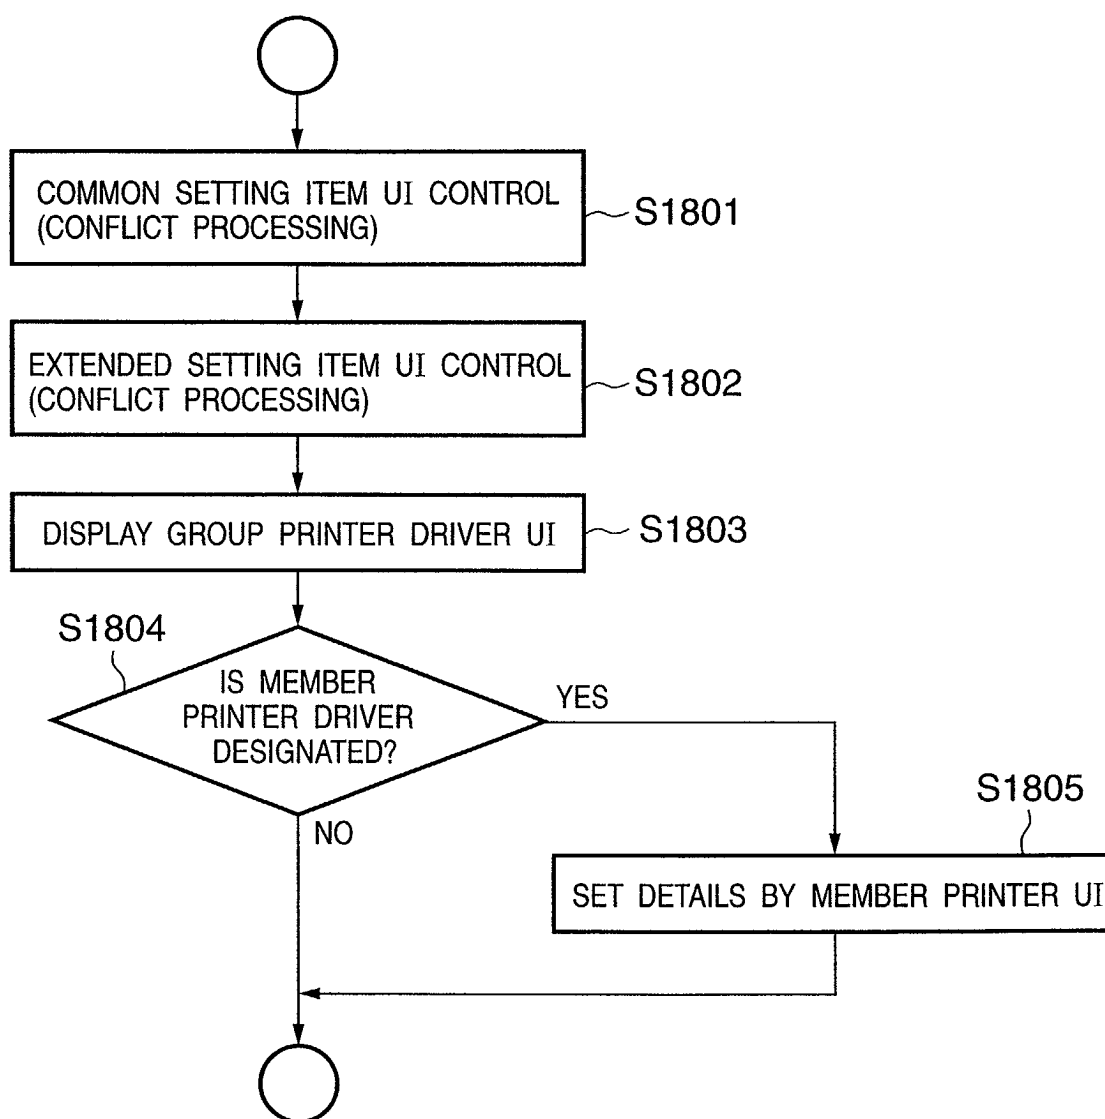 COMMON SETTING ITEM UI CONTROL
(CONFLICT PROCESSING)
S1801
EXTENDED SETTING ITEM UI CONTROL
(CONFLICT PROCESSING)
S1802
DISPLAY GROUP PRINTER DRIVER UI
S1803
S1804
IS MEMBER
PRINTER DRIVER
DESIGNATED?
YES
NO
S1805
SET DETAILS BY MEMBER PRINTER UI